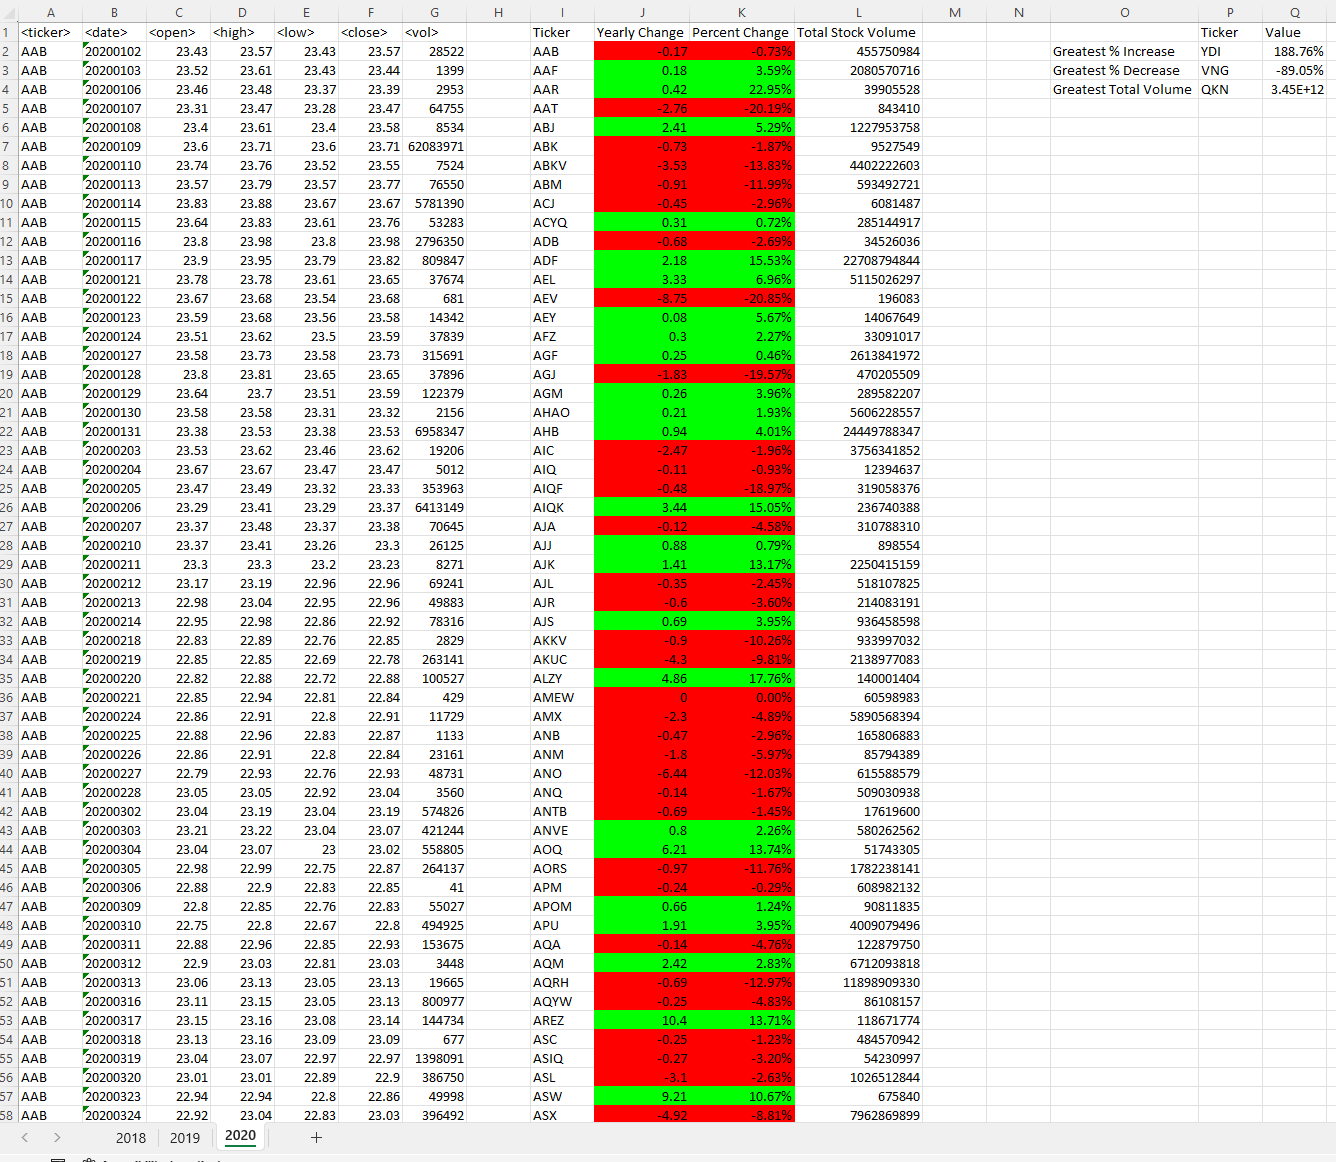 A B C D E F G H I J K L M N O P Q
1 <ticker> <date> <open> <high> <low> <close> <vol> Ticker Yearly Change Percent Change Total Stock Volume Ticker Value
2 AAB 20200102 23.43 23.57 23.43 23.57 28522 AAB -0.17 -0.73% 455750984 Greatest % Increase YDI 188.76%
3 AAB 20200103 23.52 23.61 23.43 23.44 1399 AAF 0.18 3.59% 2080570716 Greatest % Decrease VNG -89.05%
4 AAB 20200106 23.46 23.48 23.37 23.39 2953 AAR 0.42 22.95% 39905528 Greatest Total Volume QKN 3.45E+12
5 AAB 20200107 23.31 23.47 23.28 23.47 64755 AAT -2.76 -20.19% 843410
6 AAB 20200108 23.4 23.61 23.4 23.58 8534 ABJ 2.41 5.29% 1227953758
7 AAB 20200109 23.6 23.71 23.6 23.71 62083971 ABK -0.73 -1.87% 9527549
8 AAB 20200110 23.74 23.76 23.52 23.55 7524 ABKV -3.53 -13.83% 4402222603
9 AAB 20200113 23.57 23.79 23.57 23.77 76550 ABM -0.91 -11.99% 593492721
10 AAB 20200114 23.83 23.88 23.67 23.67 5781390 ACJ -0.45 -2.96% 6081487
11 AAB 20200115 23.64 23.83 23.61 23.76 53283 ACYQ 0.31 0.72% 285144917
12 AAB 20200116 23.8 23.98 23.8 23.98 2796350 ADB -0.68 -2.69% 34526036
13 AAB 20200117 23.9 23.95 23.79 23.82 809847 ADF 2.18 15.53% 22708794844
14 AAB 20200121 23.78 23.78 23.61 23.65 37674 AEL 3.33 6.96% 5115026297
15 AAB 20200122 23.67 23.68 23.54 23.68 681 AEV -8.75 -20.85% 196083
16 AAB 20200123 23.59 23.68 23.56 23.58 14342 AEY 0.08 5.67% 14067649
17 AAB 20200124 23.51 23.62 23.5 23.59 37839 AFZ 0.3 2.27% 33091017
18 AAB 20200127 23.58 23.73 23.58 23.73 315691 AGF 0.25 0.46% 2613841972
19 AAB 20200128 23.8 23.81 23.65 23.65 37896 AGJ -1.83 -19.57% 470205509
20 AAB 20200129 23.64 23.7 23.51 23.59 122379 AGM 0.26 3.96% 289582207
21 AAB 20200130 23.58 23.58 23.31 23.32 2156 AHAO 0.21 1.93% 5606228557
22 AAB 20200131 23.38 23.53 23.38 23.53 6958347 AHB 0.94 4.01% 24449788347
23 AAB 20200203 23.53 23.62 23.46 23.62 19206 AIC -2.47 -1.96% 3756341852
24 AAB 20200204 23.67 23.67 23.47 23.47 5012 AIQ -0.11 -0.93% 12394637
25 AAB 20200205 23.47 23.49 23.32 23.33 353963 AIQF -0.48 -18.97% 319058376
26 AAB 20200206 23.29 23.41 23.29 23.37 6413149 AIQK 3.44 15.05% 236740388
27 AAB 20200207 23.37 23.48 23.37 23.38 70645 AJA -0.12 -4.58% 310788310
28 AAB 20200210 23.37 23.41 23.26 23.3 26125 AJJ 0.88 0.79% 898554
29 AAB 20200211 23.3 23.3 23.2 23.23 8271 AJK 1.41 13.17% 2250415159
30 AAB 20200212 23.17 23.19 22.96 22.96 69241 AJL -0.35 -2.45% 518107825
31 AAB 20200213 22.98 23.04 22.95 22.96 49883 AJR -0.6 -3.60% 214083191
32 AAB 20200214 22.95 22.98 22.86 22.92 78316 AJS 0.69 3.95% 936458598
33 AAB 20200218 22.83 22.89 22.76 22.85 2829 AKKV -0.9 -10.26% 933997032
34 AAB 20200219 22.85 22.85 22.69 22.78 263141 AKUC -4.3 -9.81% 2138977083
35 AAB 20200220 22.82 22.88 22.72 22.88 100527 ALZY 4.86 17.76% 140001404
36 AAB 20200221 22.85 22.94 22.81 22.84 429 AMEW 0 0.00% 60598983
37 AAB 20200224 22.86 22.91 22.8 22.91 11729 AMX -2.3 -4.89% 5890568394
38 AAB 20200225 22.88 22.96 22.83 22.87 1133 ANB -0.47 -2.96% 165806883
39 AAB 20200226 22.86 22.91 22.8 22.84 23161 ANM -1.8 -5.97% 85794389
40 AAB 20200227 22.79 22.93 22.76 22.93 48731 ANO -6.44 -12.03% 615588579
41 AAB 20200228 23.05 23.05 22.92 23.04 3560 ANQ -0.14 -1.67% 509030938
42 AAB 20200302 23.04 23.19 23.04 23.19 574826 ANTB -0.69 -1.45% 17619600
43 AAB 20200303 23.21 23.22 23.04 23.07 421244 ANVE 0.8 2.26% 580262562
44 AAB 20200304 23.04 23.07 23 23.02 558805 AOQ 6.21 13.74% 51743305
45 AAB 20200305 22.98 22.99 22.75 22.87 264137 AORS -0.97 -11.76% 1782238141
46 AAB 20200306 22.88 22.9 22.83 22.85 41 APM -0.24 -0.29% 608982132
47 AAB 20200309 22.8 22.85 22.76 22.83 55027 APOM 0.66 1.24% 90811835
48 AAB 20200310 22.75 22.8 22.67 22.8 494925 APU 1.91 3.95% 4009079496
49 AAB 20200311 22.88 22.96 22.85 22.93 153675 AQA -0.14 -4.76% 122879750
50 AAB 20200312 22.9 23.03 22.81 23.03 3448 AQM 2.42 2.83% 6712093818
51 AAB 20200313 23.06 23.13 23.05 23.13 19665 AQRH -0.69 -12.97% 11898909330
52 AAB 20200316 23.11 23.15 23.05 23.13 800977 AQYW -0.25 -4.83% 86108157
53 AAB 20200317 23.15 23.16 23.08 23.14 144734 AREZ 10.4 13.71% 118671774
54 AAB 20200318 23.13 23.16 23.09 23.09 677 ASC -0.25 -1.23% 484570942
55 AAB 20200319 23.04 23.07 22.97 22.97 1398091 ASIQ -0.27 -3.20% 54230997
56 AAB 20200320 23.01 23.01 22.89 22.9 386750 ASL -3.1 -2.63% 1026512844
57 AAB 20200323 22.94 22.94 22.8 22.86 49998 ASW 9.21 10.67% 675840
58 AAB 20200324 22.92 23.04 22.83 23.03 396492 ASX -4.92 -8.81% 7962869899
2018 2019 2020 +